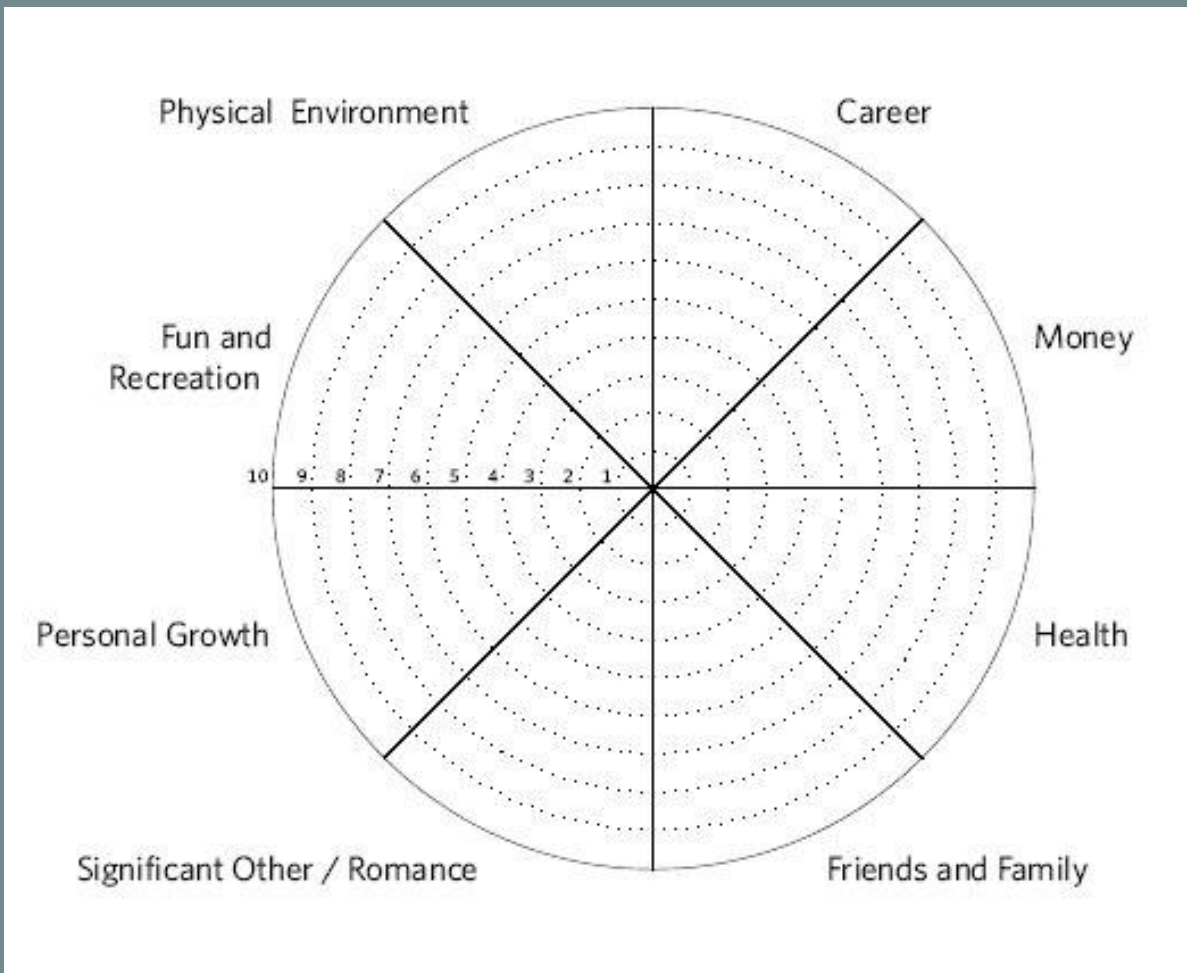 Physical Environment
Career
Fun and
Recreation
Money
10 9 8 7 6 5 4 3 2 1
Personal Growth
Health
Significant Other / Romance
Friends and Family